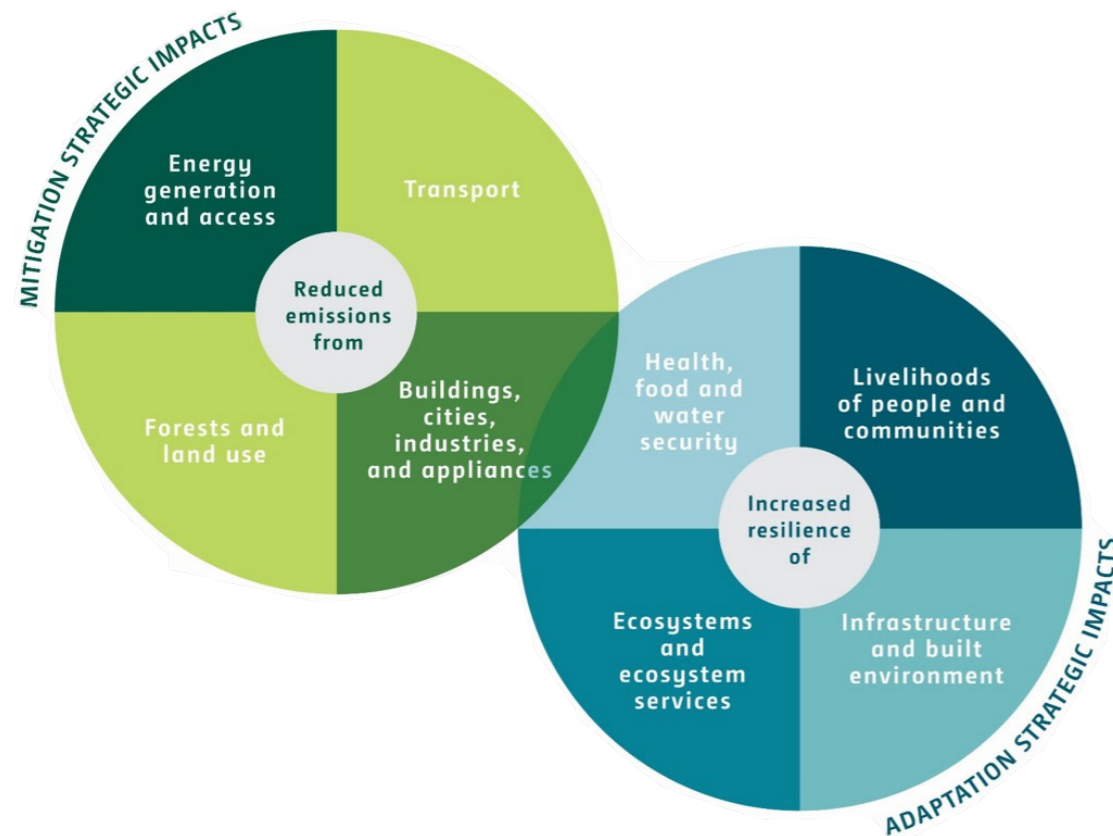 MITIGATION STRATEGIC IMPACTS
Energy
generation
and access
Transport
Reduced
emissions
from
Forests and
land use
Buildings,
cities,
industries,
and appliances
Health,
food and
water
security
Livelihoods
of people and
communities
Increased
resilience
of
Ecosystems
and
ecosystem
services
Infrastructure
and built
environment
ADAPTATION STRATEGIC IMPACTS